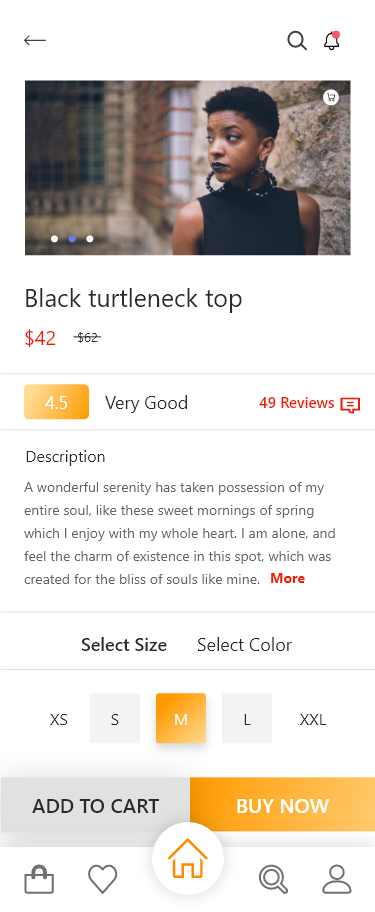 Black turtleneck top
$42 $62
4.5 Very Good 49 Reviews
Description
A wonderful serenity has taken possession of my
entire soul, like these sweet mornings of spring
which I enjoy with my whole heart. I am alone, and
feel the charm of existence in this spot, which was
created for the bliss of souls like mine. More
Select Size Select Color
XS S M L XXL
ADD TO CART BUY NOW